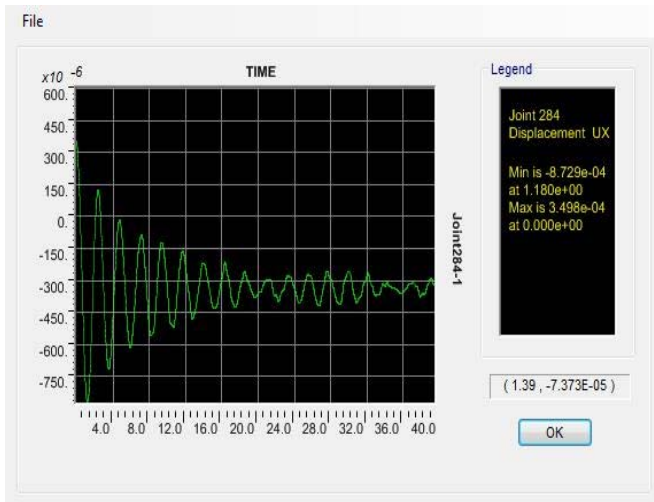 File
x10 -6
TIME
600.
450.
300.
150.
0.
-150.
-300.
-450.
-600.
-750.
4.0 8.0 12.0 16.0 20.0 24.0 28.0 32.0 36.0 40.0
Joint284-1
Legend
Joint 284
Displacement UX
Min is -8.729e-04
at 1.180e+00
Max is 3.498e-04
at 0.000e+00
( 1.39 , -7.373E-05 )
OK